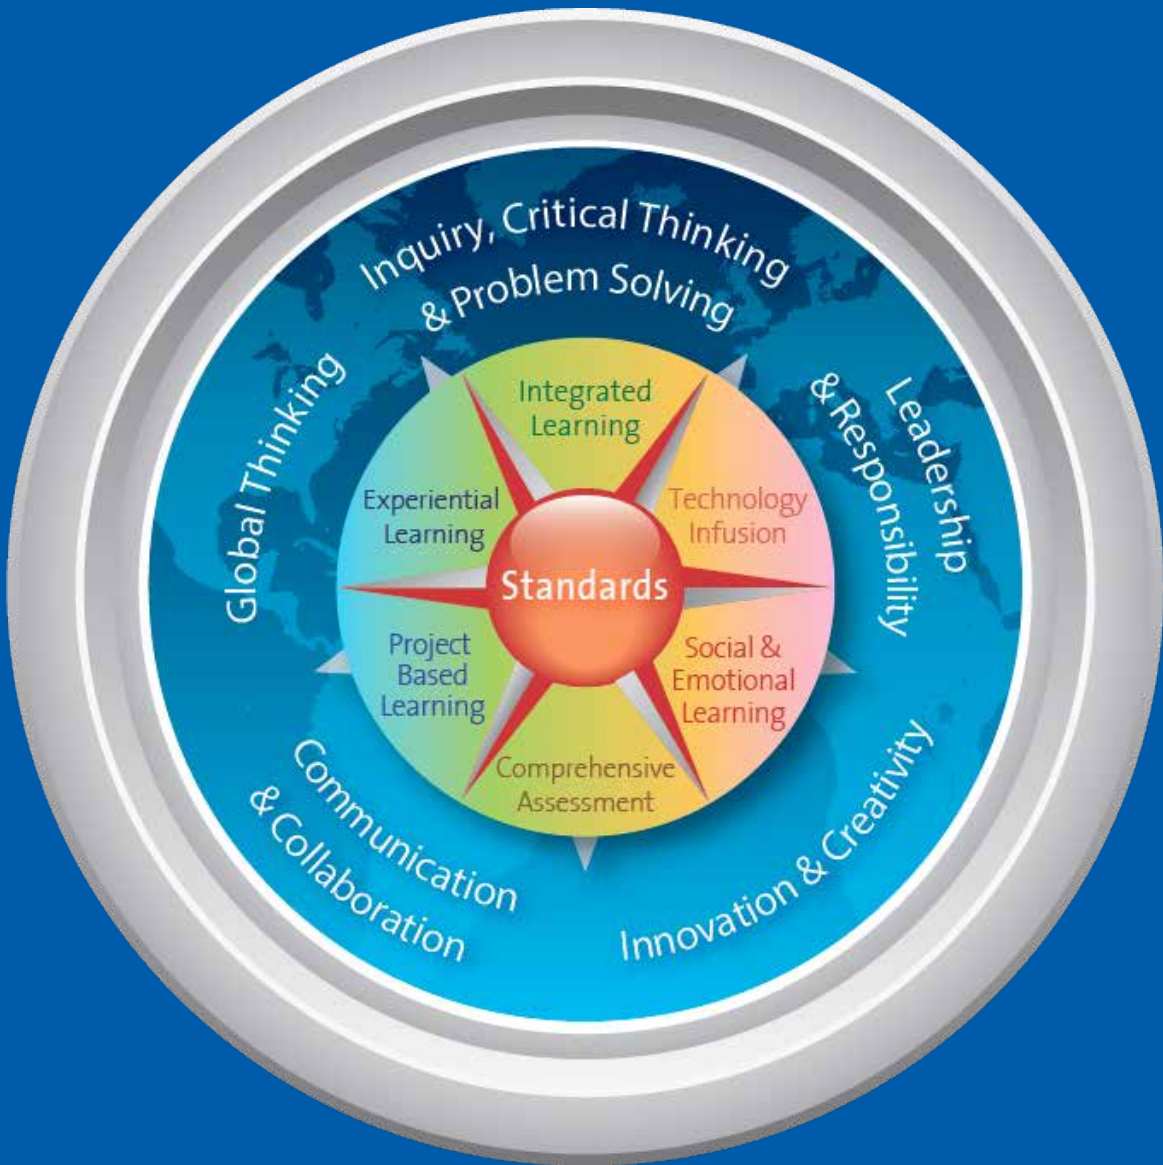 Inquiry, Critical Thinking
& Problem Solving
Leadership
& Responsibility
Innovation & Creativity
Communication
& Collaboration
Global Thinking
Integrated
Learning
Technology
Infusion
Social &
Emotional
Learning
Comprehensive
Assessment
Project
Based
Learning
Experiential
Learning
Standards